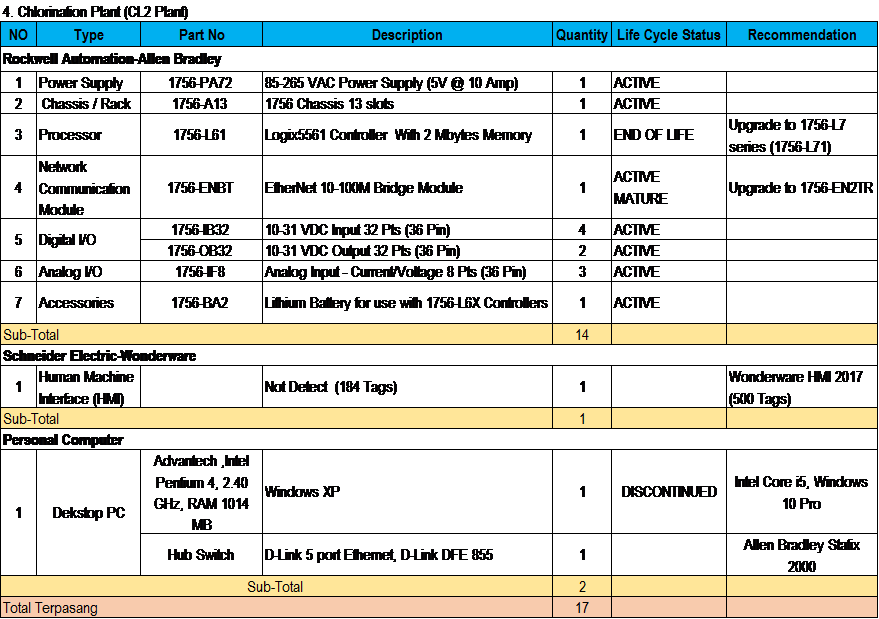 4. Chlorination Plant (CL2 Plant)
NO Type Part No Description Quantity Life Cycle Status Recommendation
Rockwell Automation-Allen Bradley
1 Power Supply 1756-PA72 85-265 VAC Power Supply (5V @ 10 Amp) 1 ACTIVE
2 Chassis / Rack 1756-A13 1756 Chassis 13 slots 1 ACTIVE
3 Processor 1756-L61 Logix5561 Controller With 2 Mbytes Memory 1 END OF LIFE Upgrade to 1756-L7
series (1756-L71)
Network
4 Communication 1756-ENBT EtherNet 10-100M Bridge Module 1 ACTIVE
MATURE Upgrade to 1756-EN2TR
Module
5 Digital I/O 1756-IB32 10-31 VDC Input 32 Pts (36 Pin) 4 ACTIVE
1756-OB32 10-31 VDC Output 32 Pts (36 Pin) 2 ACTIVE
6 Analog I/O 1756-IF8 Analog Input - Current/Voltage 8 Pts (36 Pin) 3 ACTIVE
7 Accessories 1756-BA2 Lithium Battery for use with 1756-L6X Controllers 1 ACTIVE
Sub-Total 14
Schneider Electric-Wonderware
1 Human Machine
Interface (HMI) Not Detect (184 Tags) 1 Wonderware HMI 2017
(500 Tags)
Sub-Total 1
Personal Computer
1 Dekstop PC Advantech ,Intel
Pentium 4, 2.40
GHz, RAM 1014
MB Windows XP 1 DISCONTINUED Intel Core i5, Windows
10 Pro
Hub Switch D-Link 5 port Ethernet, D-Link DFE 855 1 Allen Bradley Statix
2000
Sub-Total 2
Total Terpasang 17